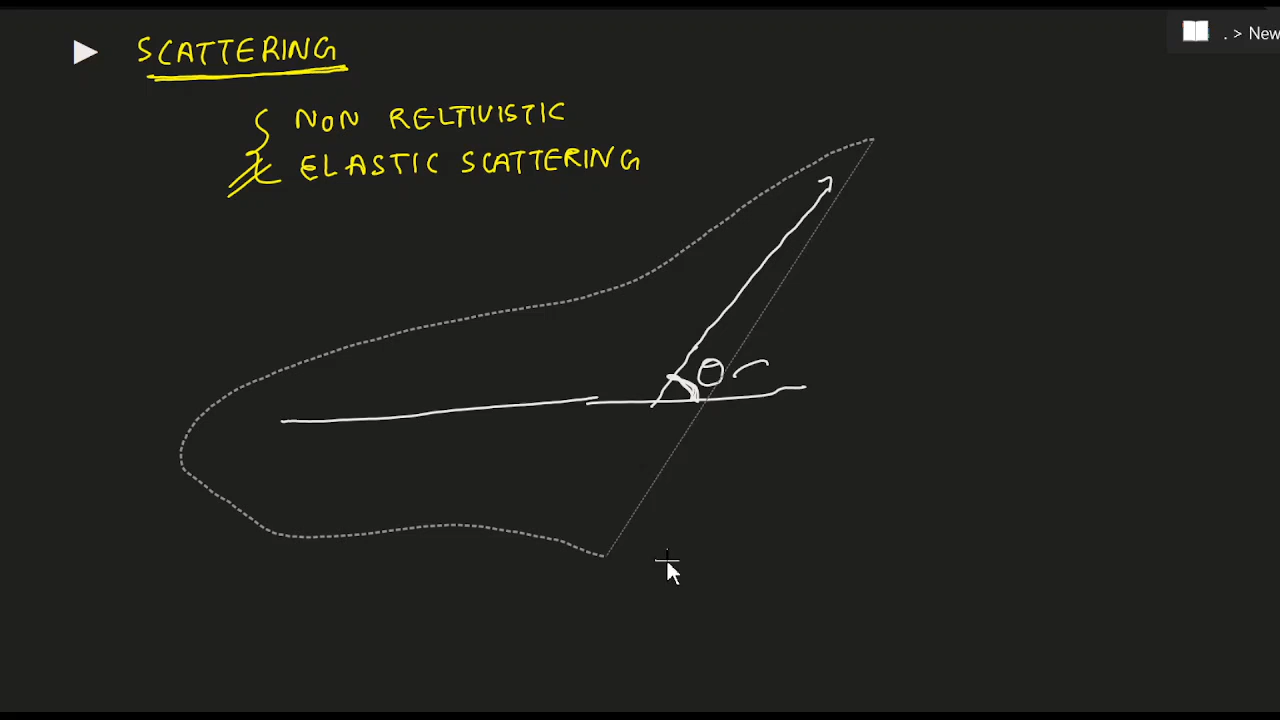 SCATTERING
. > New
NON RELTIVISTIC
ELASTIC SCATTERING
θ